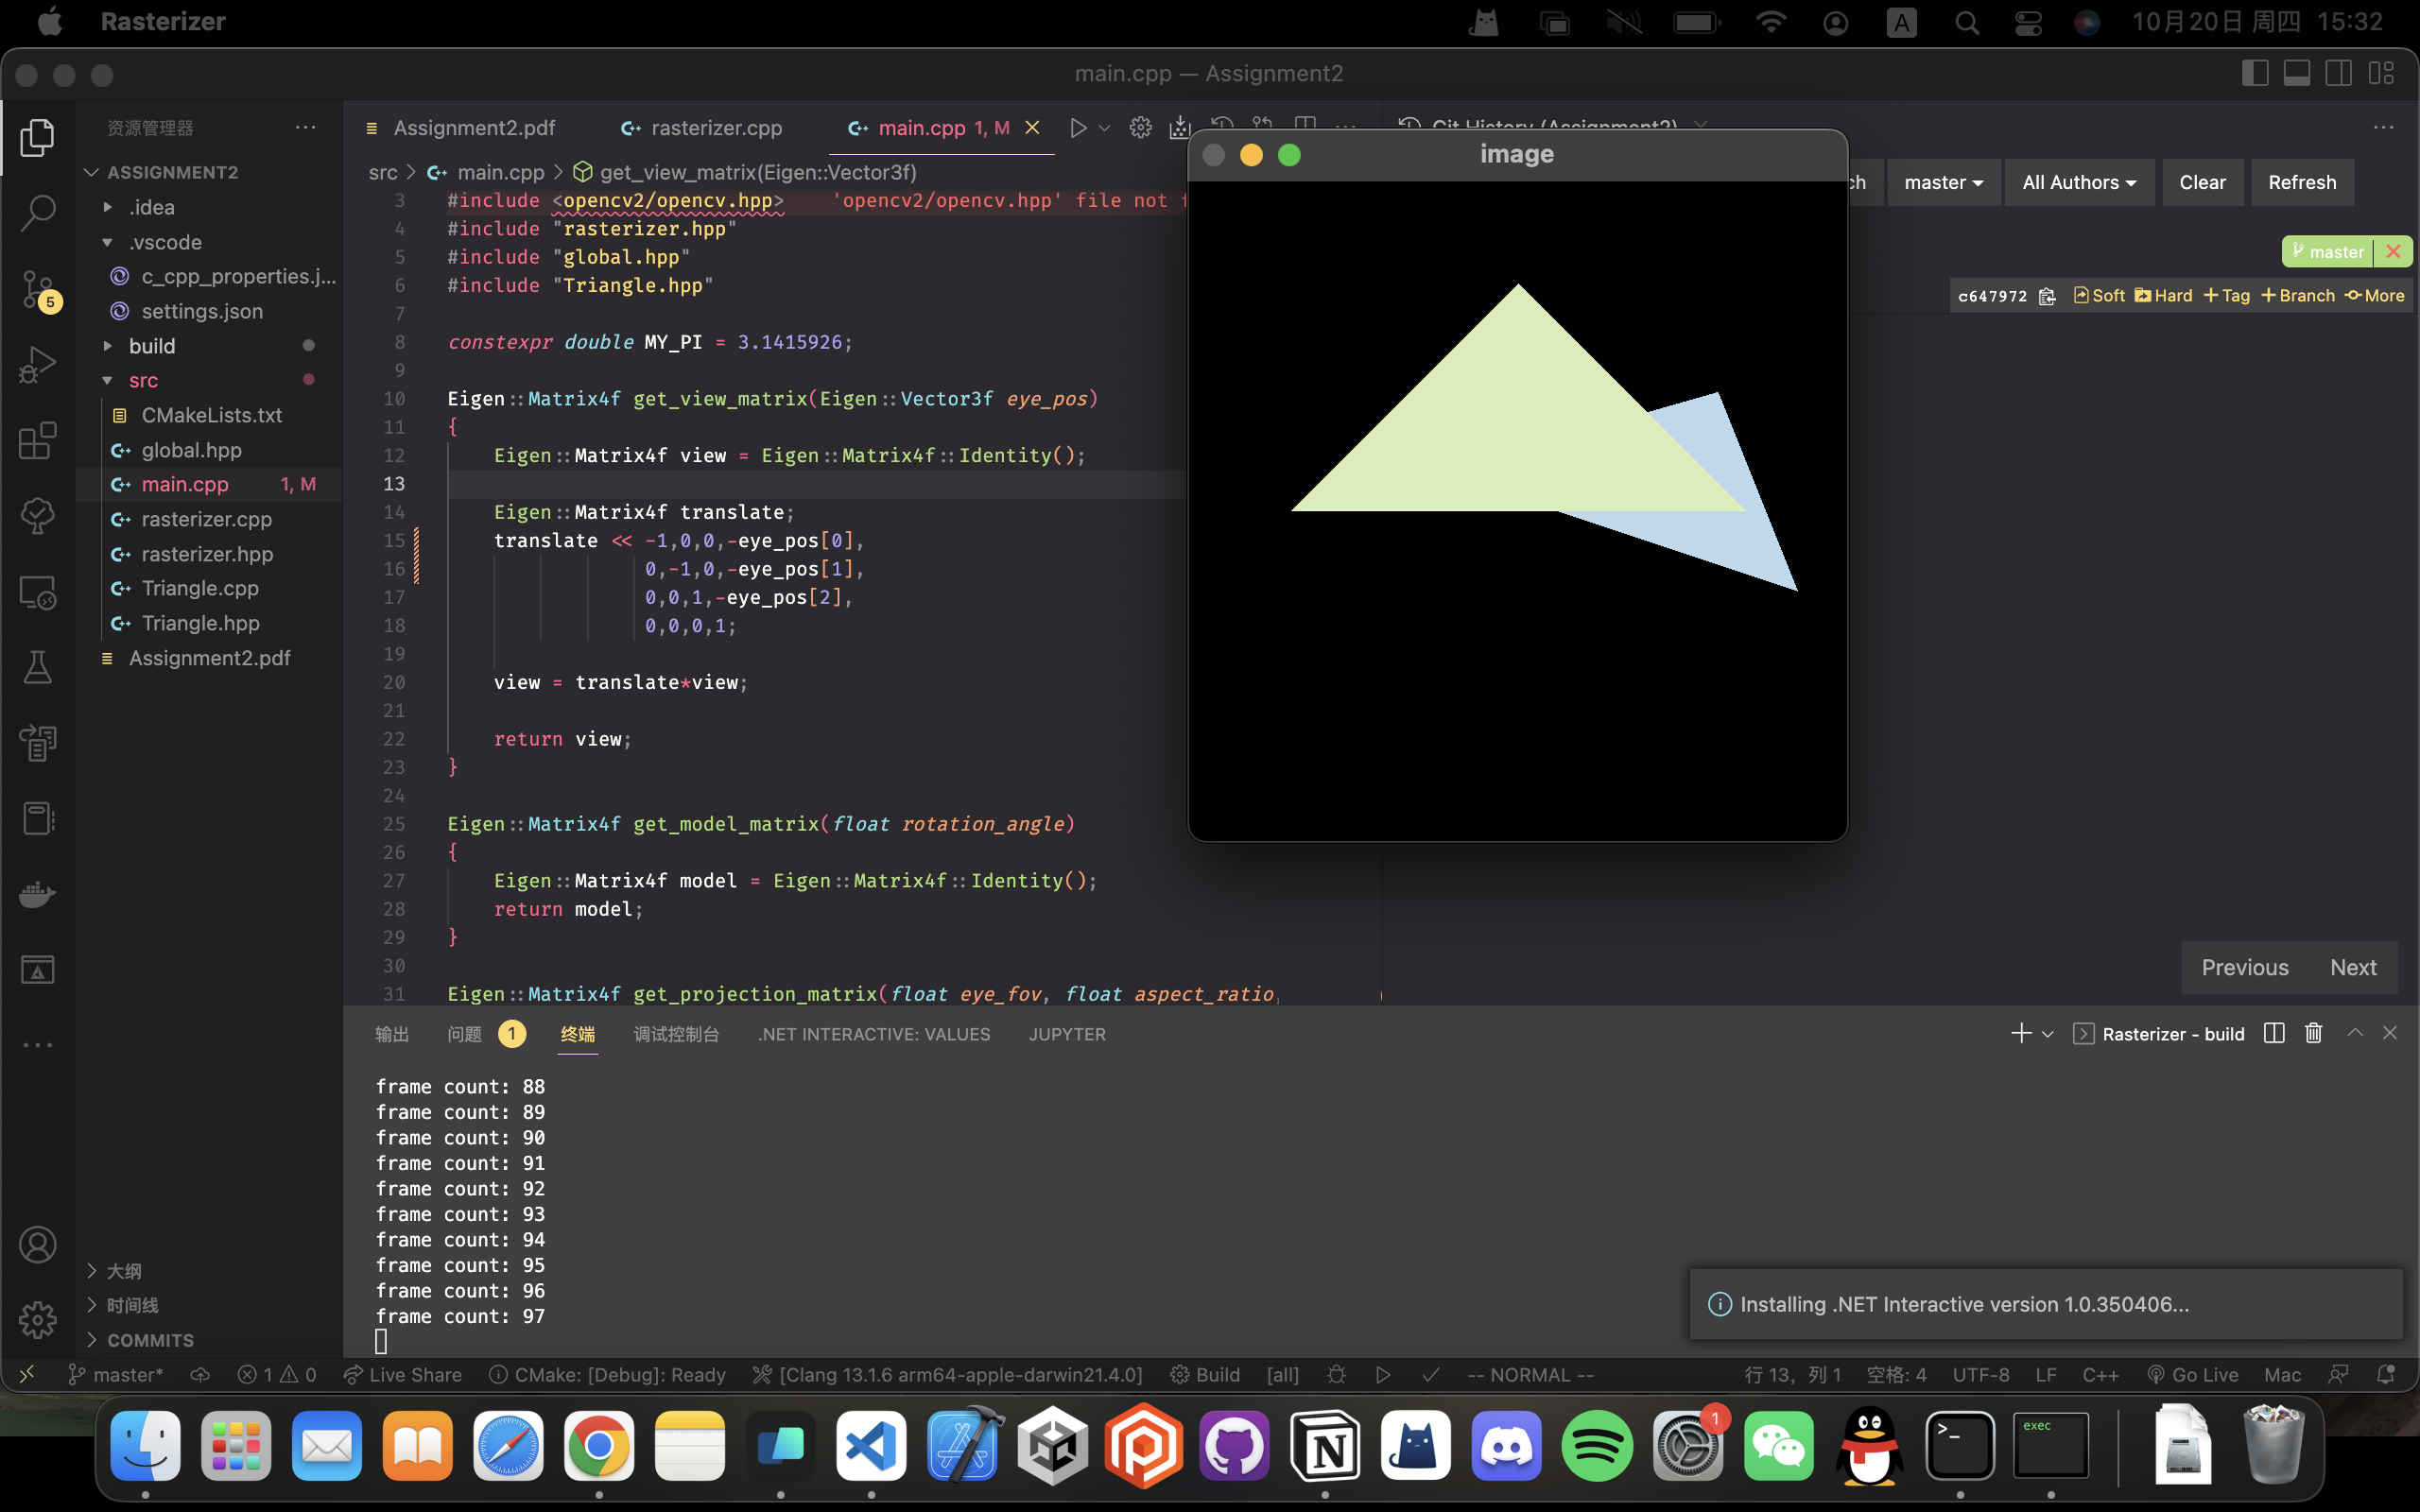 Rasterizer
A
10月20日 周四 15:32
main.cpp — Assignment2
资源管理器
ASSIGNMENT2
.idea
.vscode
c_cpp_properties.j...
settings.json
build
src
CMakeLists.txt
global.hpp
main.cpp 1, M
rasterizer.cpp
rasterizer.hpp
Triangle.cpp
Triangle.hpp
Assignment2.pdf
大纲
时间线
COMMITS
5
Assignment2.pdf
rasterizer.cpp
main.cpp 1, M
Git History (Assignment2)
src > main.cpp > get_view_matrix(Eigen::Vector3f)
3 #include <opencv2/opencv.hpp> 'opencv2/opencv.hpp' file not
4 #include "rasterizer.hpp"
5 #include "global.hpp"
6 #include "Triangle.hpp"
7
8 constexpr double MY_PI = 3.1415926;
9
10 Eigen::Matrix4f get_view_matrix(Eigen::Vector3f eye_pos)
11 {
12 Eigen::Matrix4f view = Eigen::Matrix4f::Identity();
13
14 Eigen::Matrix4f translate;
15 translate << -1,0,0,-eye_pos[0],
16 0,-1,0,-eye_pos[1],
17 0,0,1,-eye_pos[2],
18 0,0,0,1;
19
20 view = translate*view;
21
22 return view;
23 }
24
25 Eigen::Matrix4f get_model_matrix(float rotation_angle)
26 {
27 Eigen::Matrix4f model = Eigen::Matrix4f::Identity();
28 return model;
29 }
30
31 Eigen::Matrix4f get_projection_matrix(float eye_fov, float aspect_ratio,
image
ch
master
All Authors
Clear
Refresh
master
c647972 Soft Hard +Tag +Branch More
Previous Next
输出 问题 1 终端 调试控制台 .NET INTERACTIVE: VALUES JUPYTER
Rasterizer - build
frame count: 88
frame count: 89
frame count: 90
frame count: 91
frame count: 92
frame count: 93
frame count: 94
frame count: 95
frame count: 96
frame count: 97
Installing .NET Interactive version 1.0.350406...
master* 1 0 Live Share CMake: [Debug]: Ready [Clang 13.1.6 arm64-apple-darwin21.4.0] Build [all] -- NORMAL -- 行 13，列 1 空格: 4 UTF-8 LF C++ Go Live Mac
1
exec